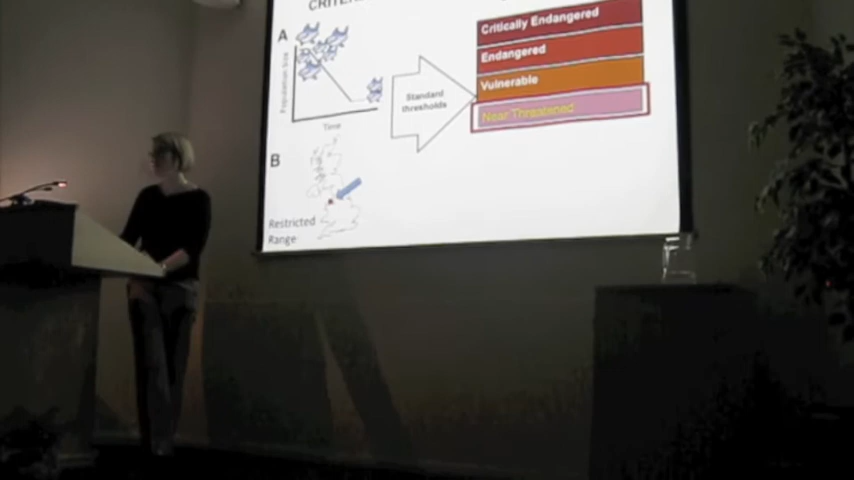 A
Population Size
Time
B
Restricted
Range
Standard
thresholds
Critically Endangered
Endangered
Vulnerable
Near Threatened